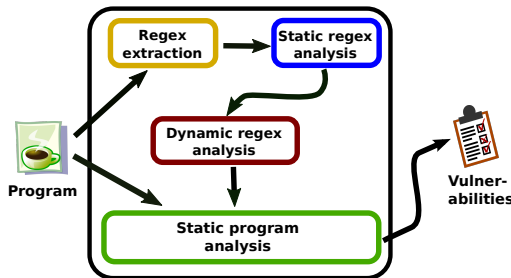 Regex
extraction
Static regex
analysis
Dynamic regex
analysis
Program
Vulner-
abilities
Static program
analysis